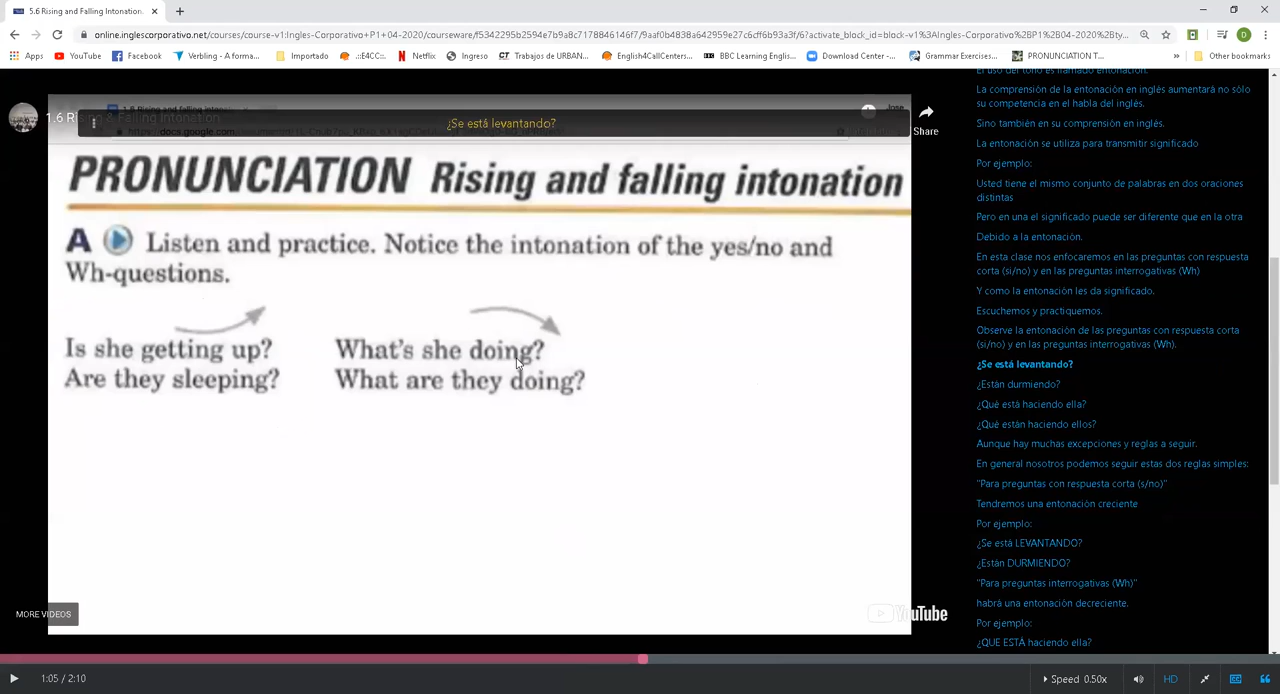 5.6 Rising and Falling Intonation.
online.inglescorporativo.net/courses/course-v1:Ingles-Corporativo+P1+04-2020/courseware/f5342295b2594e7b9a8c7178846146f7/9aaf0b4838a642959e27c6cff6b93a3f/6?activate_block_id=block-v1%3AIngles-Corporativo%2BP1%2B04-2020%2Bty...
D
Apps YouTube Facebook Verbling - A forma... Importado .::E4CC::. Netflix Ingreso Trabajos de URBAN... English4CallCenters... BBC Learning Engli... Download Center -... Grammar Exercises... PRONUNCIATION T... » Other bookmarks
1.6 Rising & Falling Intonation
¿Se está levantando?
Share
PRONUNCIATION Rising and falling intonation
A Listen and practice. Notice the intonation of the yes/no and
Wh-questions.
Is she getting up? What's she doing?
Are they sleeping? What are they doing?
MORE VIDEOS
YouTube
El uso del tono es llamado entonación.
La comprensión de la entonación en inglés aumentará no sólo
su competencia en el habla del inglés.
Sino también en su comprensión en inglés.
La entonación se utiliza para transmitir significado
Por ejemplo:
Usted tiene el mismo conjunto de palabras en dos oraciones
distintas
Pero en una el significado puede ser diferente que en la otra
Debido a la entonación.
En esta clase nos enfocaremos en las preguntas con respuesta
corta (si/no) y en las preguntas interrogativas (Wh)
Y como la entonación les da significado.
Escuchemos y practiquemos.
Observe la entonación de las preguntas con respuesta corta
(si/no) y en las preguntas interrogativas (Wh).
¿Se está levantando?
¿Están durmiendo?
¿Qué está haciendo ella?
¿Qué están haciendo ellos?
Aunque hay muchas excepciones y reglas a seguir.
En general nosotros podemos seguir estas dos reglas simples:
"Para preguntas con respuesta corta (s/no)"
Tendremos una entonación creciente
Por ejemplo:
¿Se está LEVANTANDO?
¿Están DURMIENDO?
"Para preguntas interrogativas (Wh)"
habrá una entonación decreciente.
Por ejemplo:
¿QUE ESTÁ haciendo ella?
1:05 / 2:10
Speed 0.50x
HD